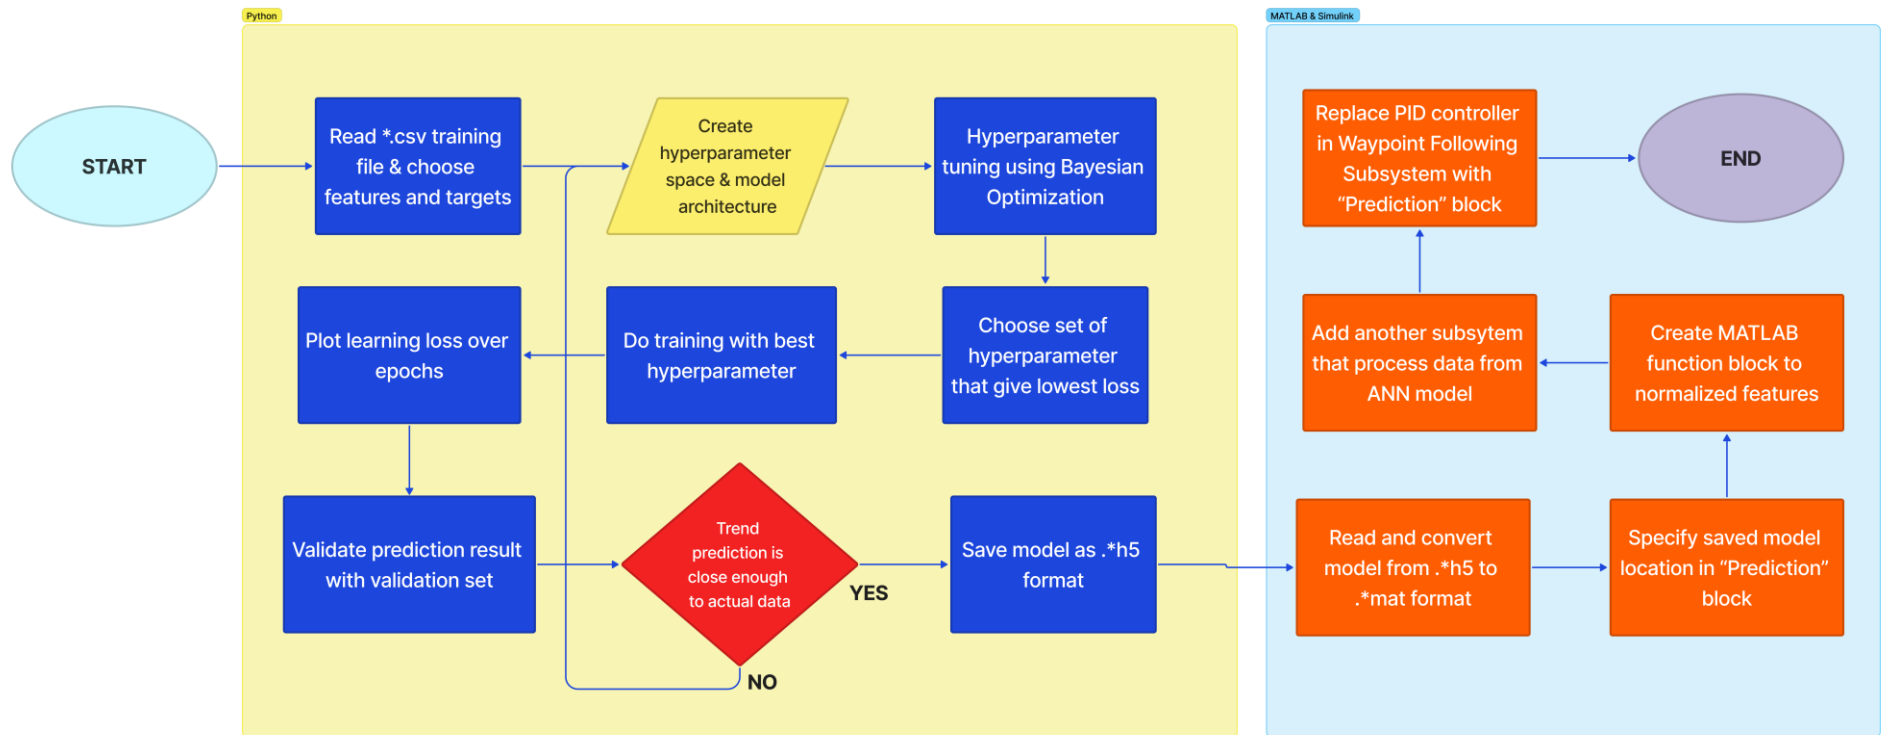 Python
MATLAB & Simulink
START
Read *.csv training
file & choose
features and targets
Create
hyperparameter
space & model
architecture
Hyperparameter
tuning using Bayesian
Optimization
Choose set of
hyperparameter
that give lowest loss
Do training with best
hyperparameter
Plot learning loss over
epochs
Validate prediction result
with validation set
Trend
prediction is
close enough
to actual data
YES
NO
Save model as .*h5
format
Read and convert
model from .*h5 to
.*mat format
Specify saved model
location in “Prediction”
block
Create MATLAB
function block to
normalized features
Add another subsytem
that process data from
ANN model
Replace PID controller
in Waypoint Following
Subsystem with
“Prediction” block
END